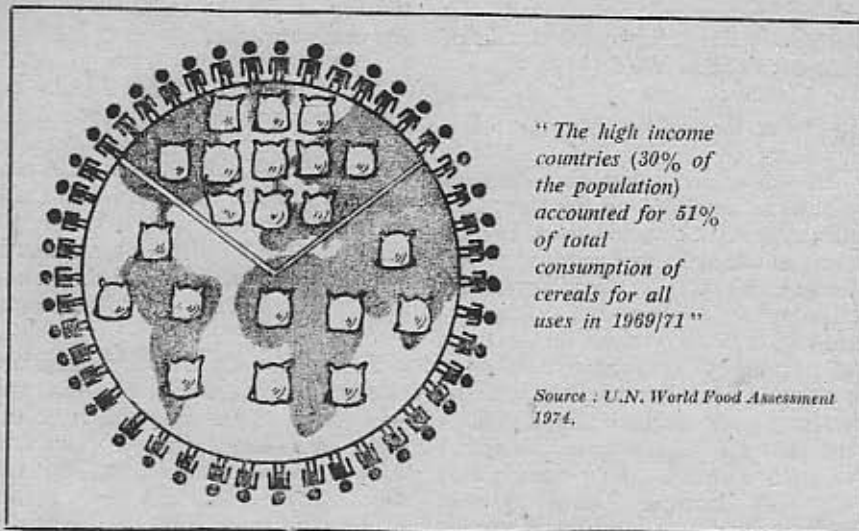 “ The high income
countries (30% of
the population)
accounted for 51%
of total
consumption of
cereals for all
uses in 1969/71 ”
Source : U.N. World Food Assessment
1974.